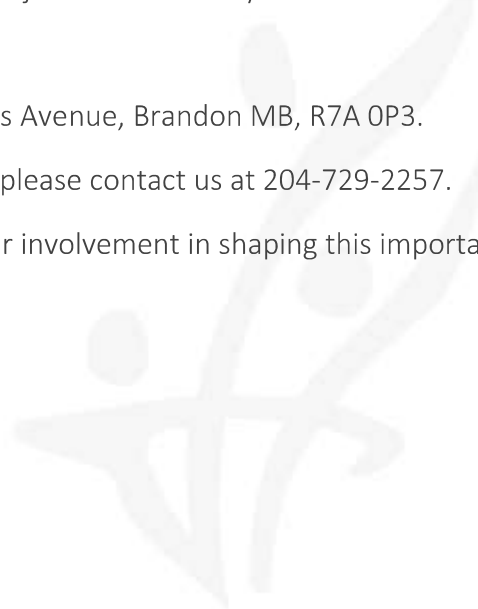 s Avenue, Brandon MB, R7A 0P3.
please contact us at 204-729-2257.
r involvement in shaping this importa